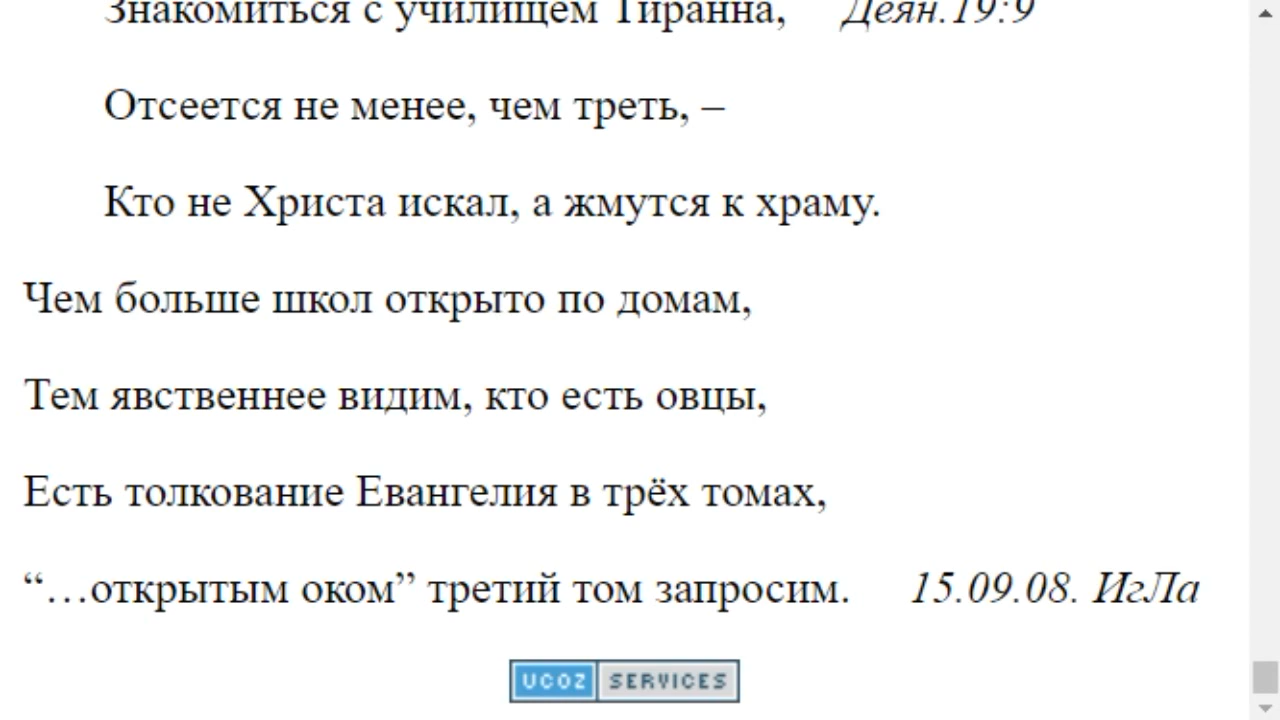 Знакомиться с училищем Тиранна, Деян.19:9
Отсеется не менее, чем треть, –
Кто не Христа искал, а жмутся к храму.
Чем больше школ открыто по домам,
Тем явственнее видим, кто есть овцы,
Есть толкование Евангелия в трёх томах,
“…открытым оком” третий том запросим. 15.09.08. ИгЛа
UCOZ SERVICES